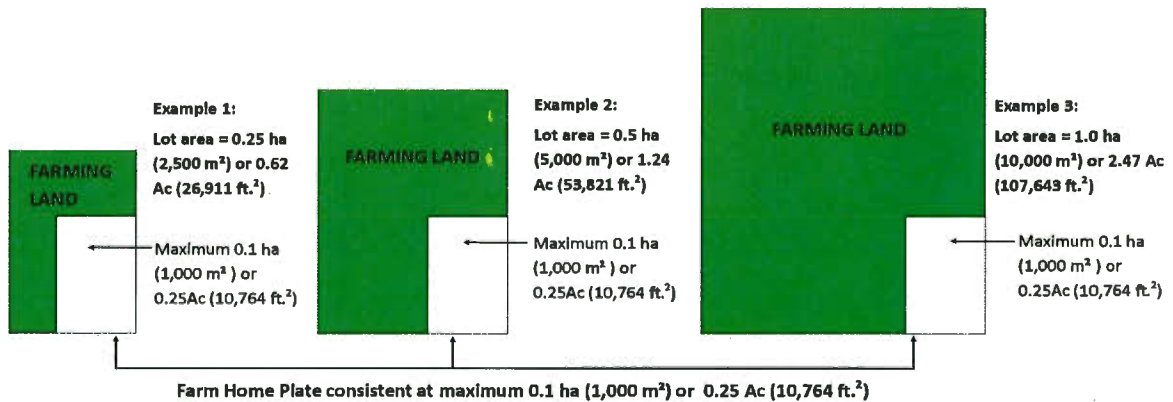 Example 1:
Lot area = 0.25 ha
(2,500 m²) or 0.62
Ac (26,911 ft.²)
FARMING
LAND
Maximum 0.1 ha
(1,000 m² ) or
0.25Ac (10,764 ft.²)
Example 2:
Lot area = 0.5 ha
(5,000 m²) or 1.24
Ac (53,821 ft.²)
FARMING LAND
Maximum 0.1 ha
(1,000 m² ) or
0.25Ac (10,764 ft.²)
Example 3:
Lot area = 1.0 ha
(10,000 m²) or 2.47 Ac
(107,643 ft.²)
FARMING LAND
Maximum 0.1 ha
(1,000 m² ) or
0.25Ac (10,764 ft.²)
Farm Home Plate consistent at maximum 0.1 ha (1,000 m²) or 0.25 Ac (10,764 ft.²)